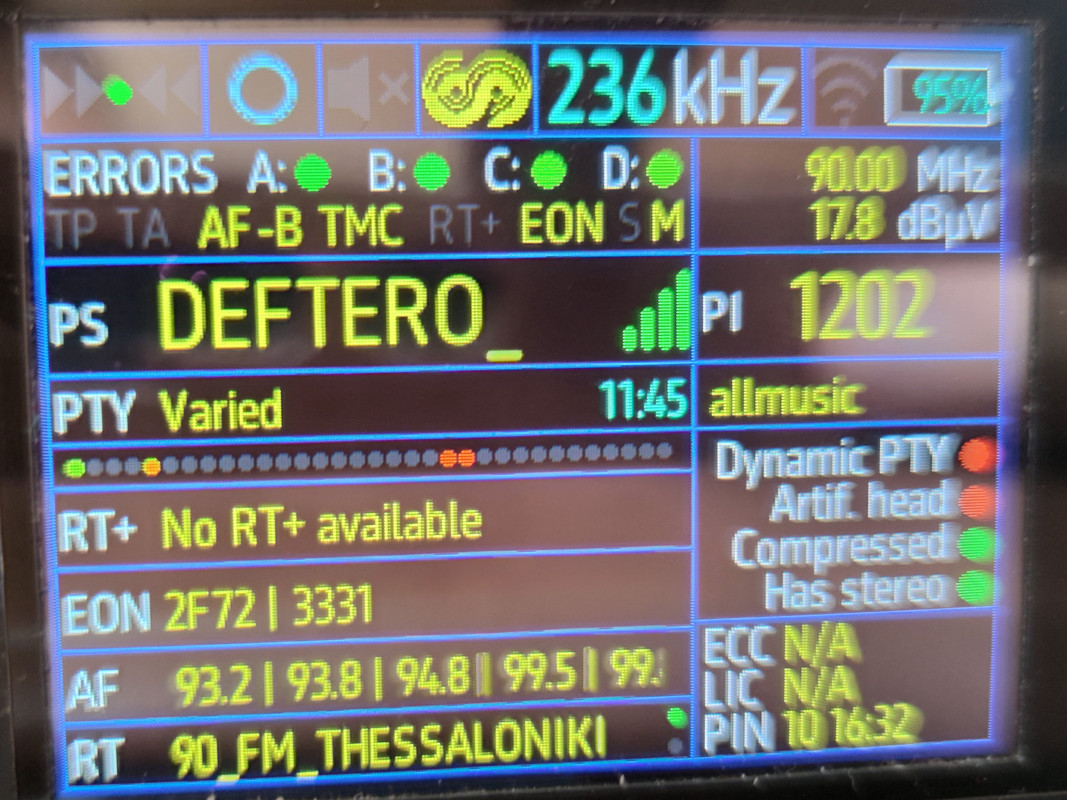 236 kHz 95%
ERRORS A: B: C: D: 90.00 MHz
TP TA AF-B TMC RT+ EON S M 17.8 dBµV
PS DEFTERO_ PI 1202
PTY Varied 11:45 allmusic
Dynamic PTY
RT+ No RT+ available Artif. head
Compressed
EON 2F72 | 3331 Has stereo
AF 93.2 | 93.8 | 94.8 | 99.5 | 99. ECC N/A
LIC N/A
RT 90_FM_THESSALONIKI PIN 10 16:32